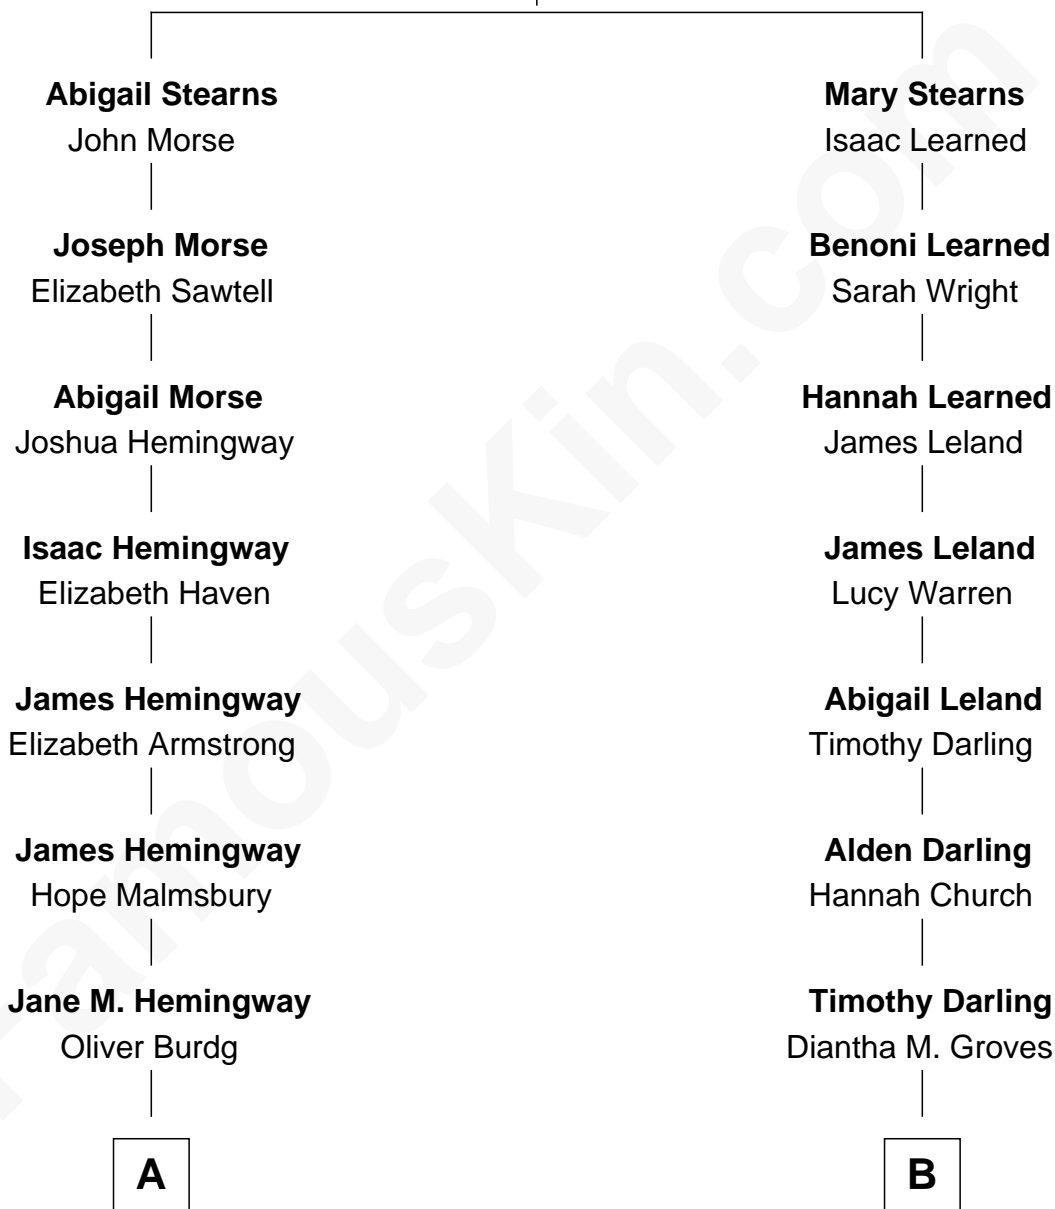 Abigail Stearns
John Morse
Mary Stearns
Isaac Learned
Joseph Morse
Elizabeth Sawtell
Benoni Learned
Sarah Wright
Abigail Morse
Joshua Hemingway
Hannah Learned
James Leland
Isaac Hemingway
Elizabeth Haven
James Leland
Lucy Warren
James Hemingway
Elizabeth Armstrong
Abigail Leland
Timothy Darling
James Hemingway
Hope Malmsbury
Alden Darling
Hannah Church
Jane M. Hemingway
Oliver Burdg
Timothy Darling
Diantha M. Groves
A
B
FamousKin.com